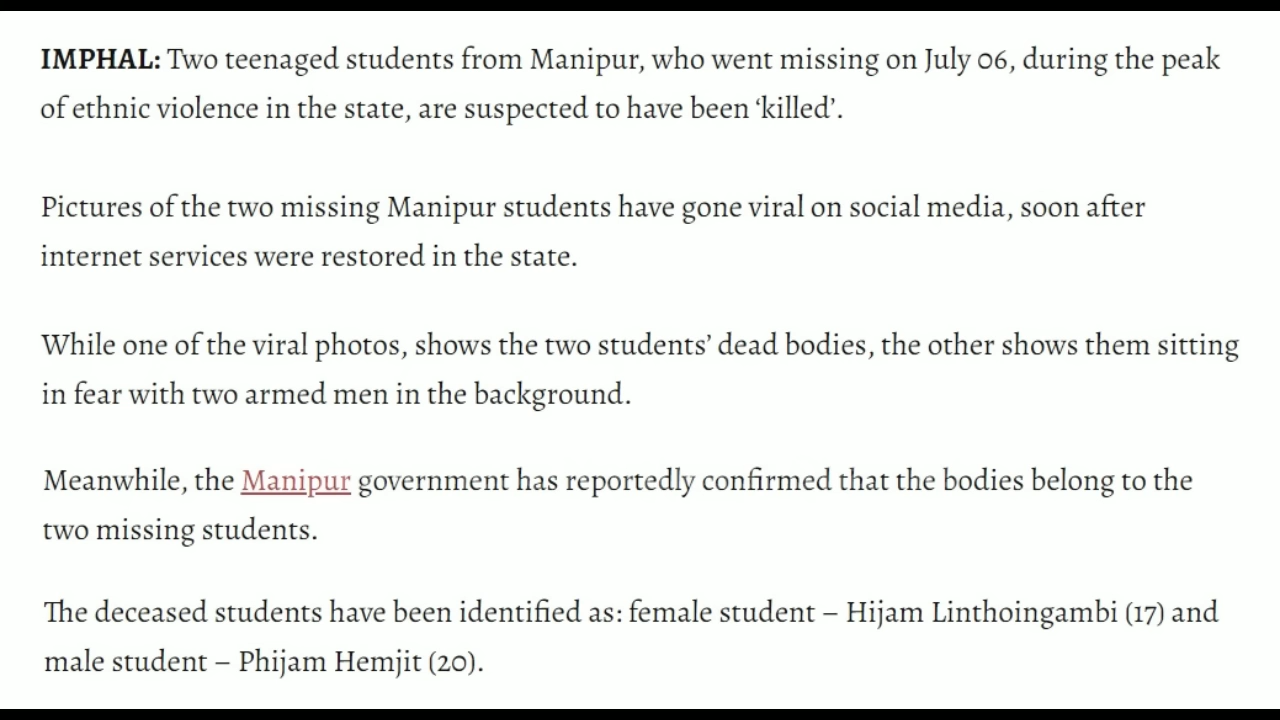 IMPHAL: Two teenaged students from Manipur, who went missing on July 06, during the peak
of ethnic violence in the state, are suspected to have been ‘killed’.
Pictures of the two missing Manipur students have gone viral on social media, soon after
internet services were restored in the state.
While one of the viral photos, shows the two students’ dead bodies, the other shows them sitting
in fear with two armed men in the background.
Meanwhile, the Manipur government has reportedly confirmed that the bodies belong to the
two missing students.
The deceased students have been identified as: female student – Hijam Linthoingambi (17) and
male student – Phijam Hemjit (20).